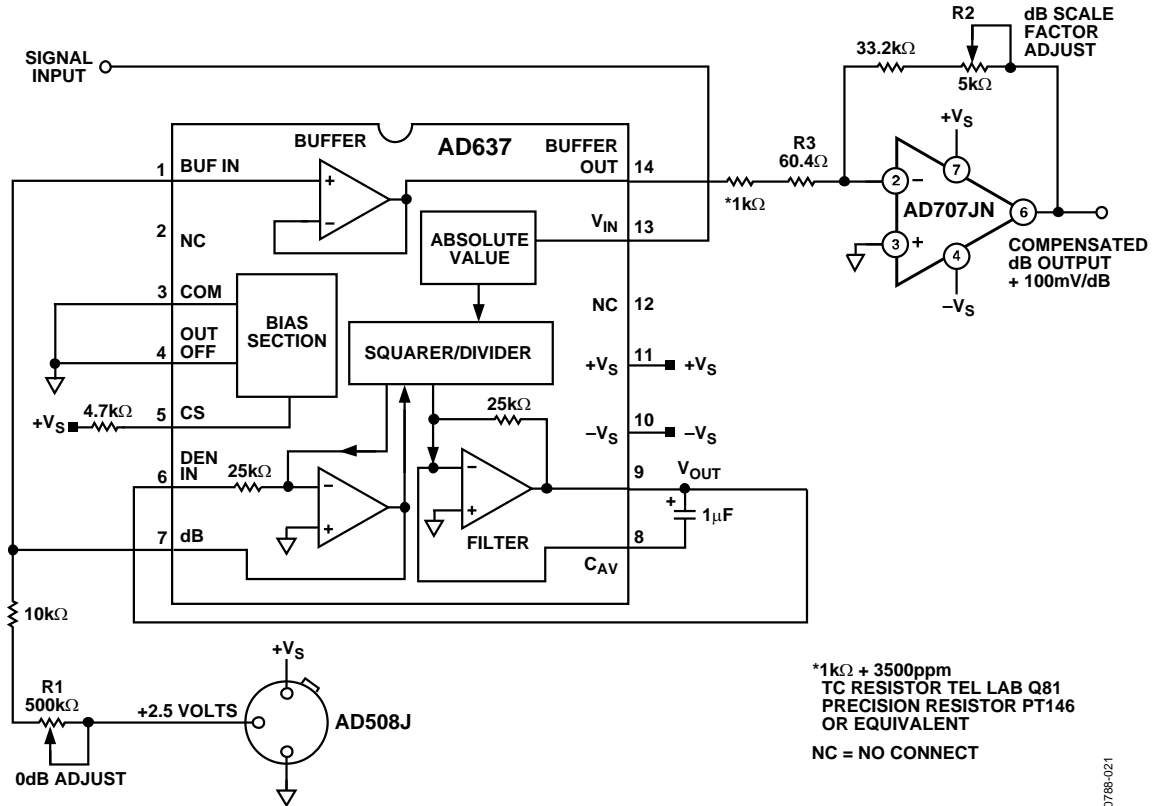 SIGNAL
INPUT
R2
dB SCALE
FACTOR
ADJUST
33.2kΩ
5kΩ
+VS
BUFFER
AD637
BUFFER
OUT
14
1
BUF IN
+
−
R3
60.4Ω
*1kΩ
2
−
7
AD707JN
6
3
+
4
−VS
COMPENSATED
dB OUTPUT
+ 100mV/dB
2
NC
ABSOLUTE
VALUE
VIN
13
3
COM
BIAS
SECTION
NC
12
OUT
OFF
4
SQUARER/DIVIDER
+VS
11
+VS
+VS
4.7kΩ
5
CS
25kΩ
−VS
10
−VS
DEN
IN
6
25kΩ
−
+
−
+
9
VOUT
+
1µF
FILTER
8
CAV
7
dB
10kΩ
R1
500kΩ
+2.5 VOLTS
+VS
AD508J
0dB ADJUST
*1kΩ + 3500ppm
TC RESISTOR TEL LAB Q81
PRECISION RESISTOR PT146
OR EQUIVALENT
NC = NO CONNECT
0788-021